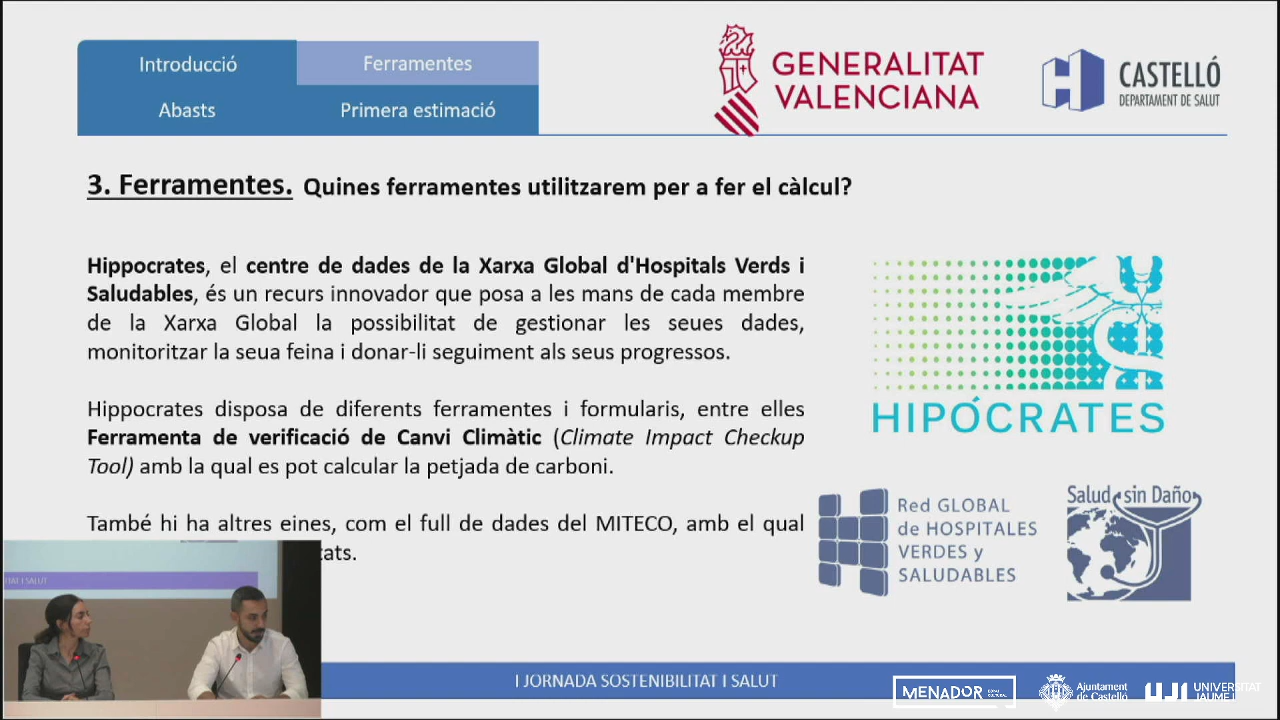 Introducció
Ferramentes
Abasts
Primera estimació
GENERALITAT
VALENCIANA
CASTELLÓ
DEPARTAMENT DE SALUT
3. Ferramentes. Quines ferramentes utilitzarem per a fer el càlcul?
Hippocrates, el centre de dades de la Xarxa Global d'Hospitals Verds i
Saludables, és un recurs innovador que posa a les mans de cada membre
de la Xarxa Global la possibilitat de gestionar les seues dades,
monitoritzar la seua feina i donar-li seguiment als seus progressos.
Hippocrates disposa de diferents ferramentes i formularis, entre elles
Ferramenta de verificació de Canvi Climàtic (Climate Impact Checkup
Tool) amb la qual es pot calcular la petjada de carboni.
També hi ha altres eines, com el full de dades del MITECO, amb el qual
tats.
HIPÓCRATES
Red GLOBAL
de HOSPITALES
VERDES y
SALUDABLES
Salud sin Daño
TAT I SALUT
I JORNADA SOSTENIBILITAT I SALUT
MENADOR
Ajuntament
de Castelló
UJI UNIVERSITAT
JAUME I